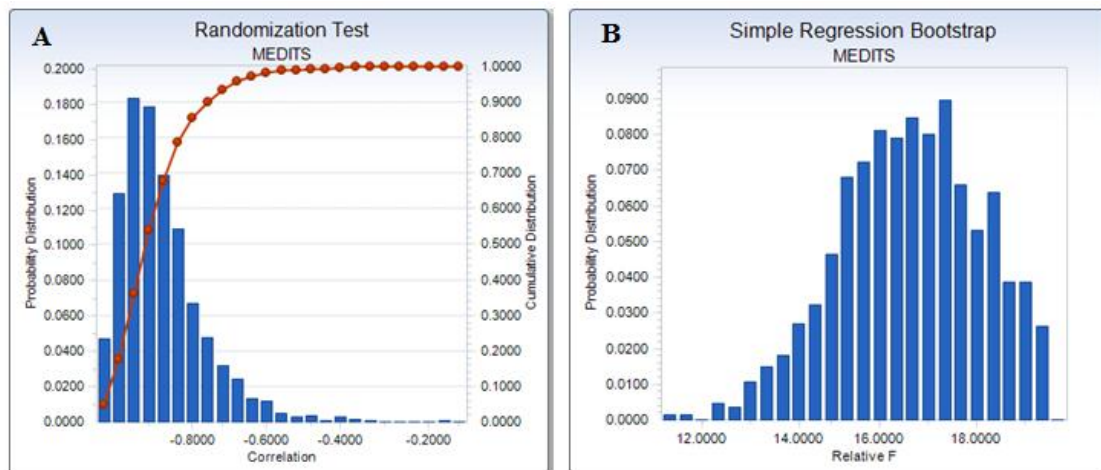 A
Randomization Test
MEDITS
Probability Distribution
0.2000
0.1800
0.1600
0.1400
0.1200
0.1000
0.0800
0.0600
0.0400
0.0200
0.0000
1.0000
0.9000
0.8000
0.7000
0.6000
0.5000
0.4000
0.3000
0.2000
0.1000
0.0000
Cumulative Distribution
-0.8000 -0.6000 -0.4000 -0.2000
Correlation
B
Simple Regression Bootstrap
MEDITS
Probability Distribution
0.0900
0.0800
0.0700
0.0600
0.0500
0.0400
0.0300
0.0200
0.0100
0.0000
12.0000 14.0000 16.0000 18.0000
Relative F